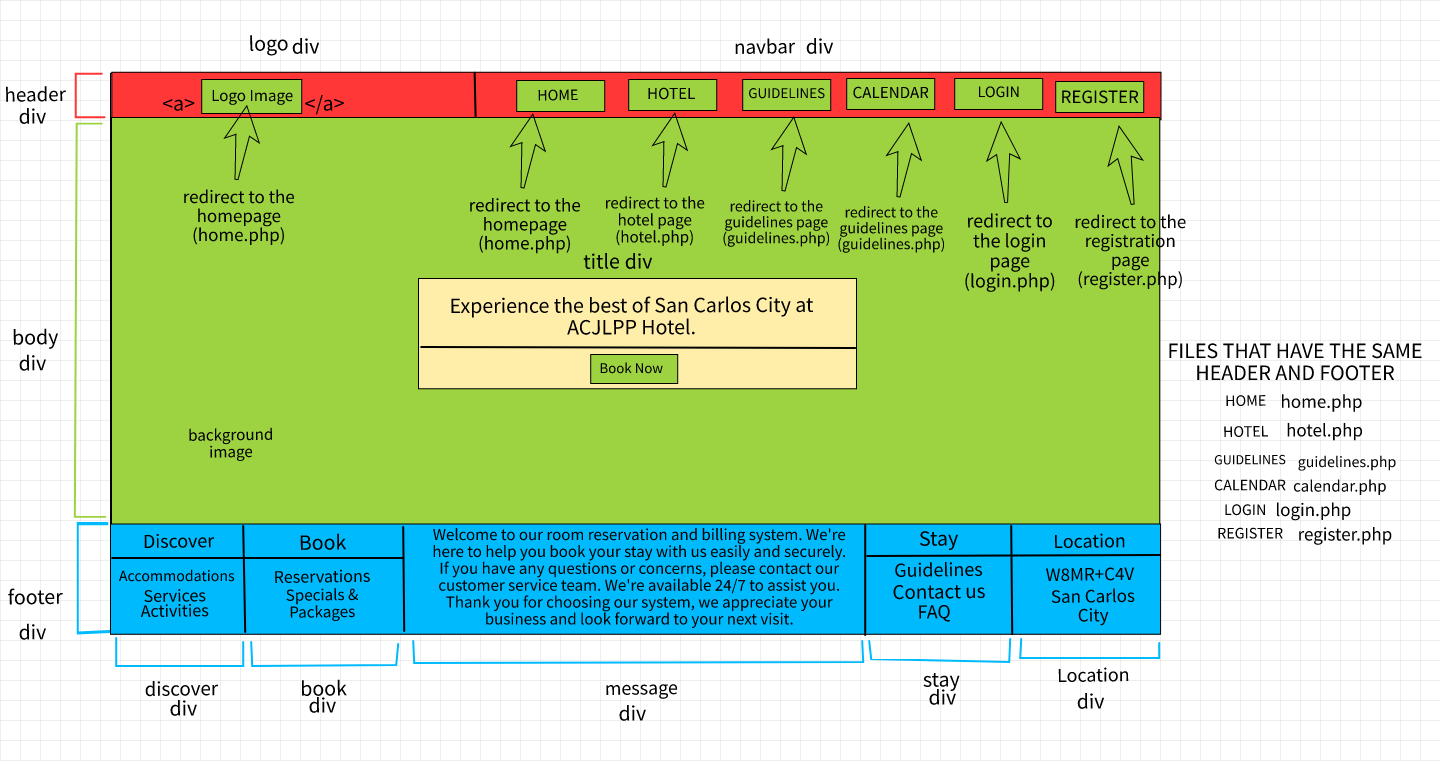 logo div
navbar div
header
div
<a>
Logo Image
</a>
HOME
HOTEL
GUIDELINES
CALENDAR
LOGIN
REGISTER
redirect to the
homepage
(home.php)
redirect to the
homepage
(home.php)
redirect to the
hotel page
(hotel.php)
redirect to the
guidelines page
(guidelines.php)
redirect to the
guidelines page
(guidelines.php)
redirect to
the login
page
(login.php)
redirect to the
registration
page
(register.php)
title div
Experience the best of San Carlos City at
ACJLPP Hotel.
Book Now
body
div
background
image
FILES THAT HAVE THE SAME
HEADER AND FOOTER
HOME home.php
HOTEL hotel.php
GUIDELINES guidelines.php
CALENDAR calendar.php
LOGIN login.php
REGISTER register.php
footer
div
Discover
Accommodations
Services
Activities
Book
Reservations
Specials &
Packages
Welcome to our room reservation and billing system. We're
here to help you book your stay with us easily and securely.
If you have any questions or concerns, please contact our
customer service team. We're available 24/7 to assist you.
Thank you for choosing our system, we appreciate your
business and look forward to your next visit.
Stay
Guidelines
Contact us
FAQ
Location
W8MR+C4V
San Carlos
City
discover
div
book
div
message
div
stay
div
Location
div